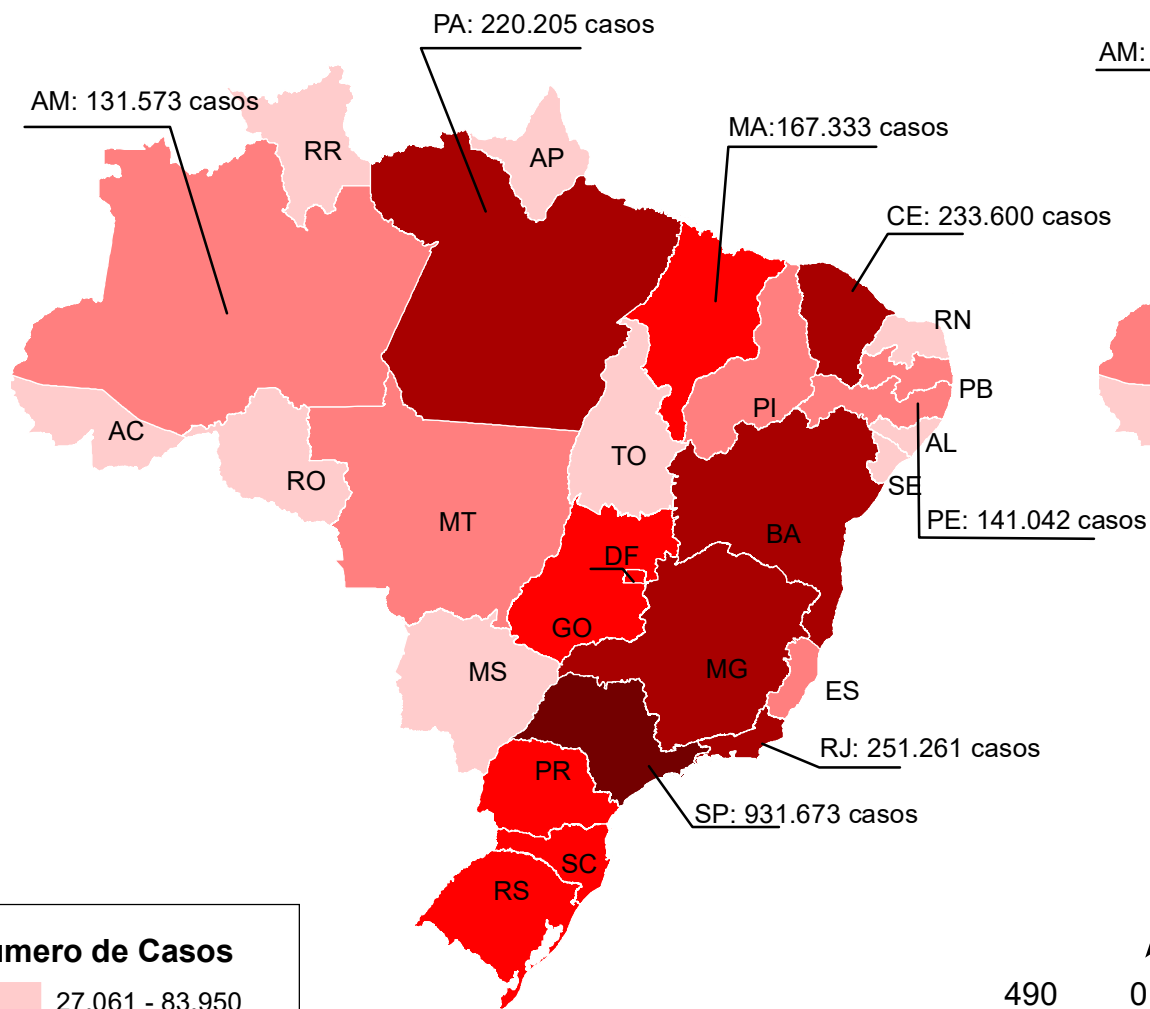 PA: 220.205 casos
AM:
AM: 131.573 casos
MA:167.333 casos
RR
AP
CE: 233.600 casos
RN
PB
PI
AC
AL
TO
RO
SE
MT
PE: 141.042 casos
BA
DF
GO
MG
MS
ES
RJ: 251.261 casos
PR
SP: 931.673 casos
SC
RS
úmero de Casos
490 0
27.061 - 83.950